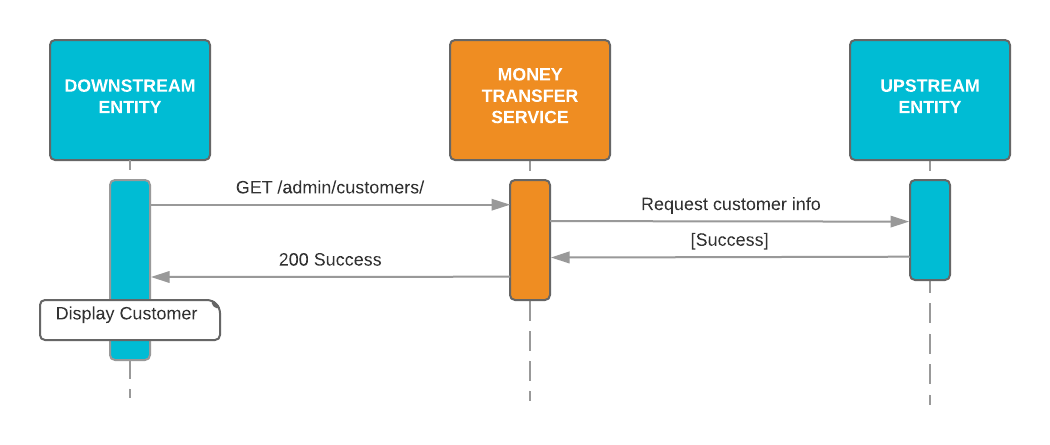 DOWNSTREAM
ENTITY
MONEY
TRANSFER
SERVICE
UPSTREAM
ENTITY
GET /admin/customers/
Request customer info
[Success]
200 Success
Display Customer